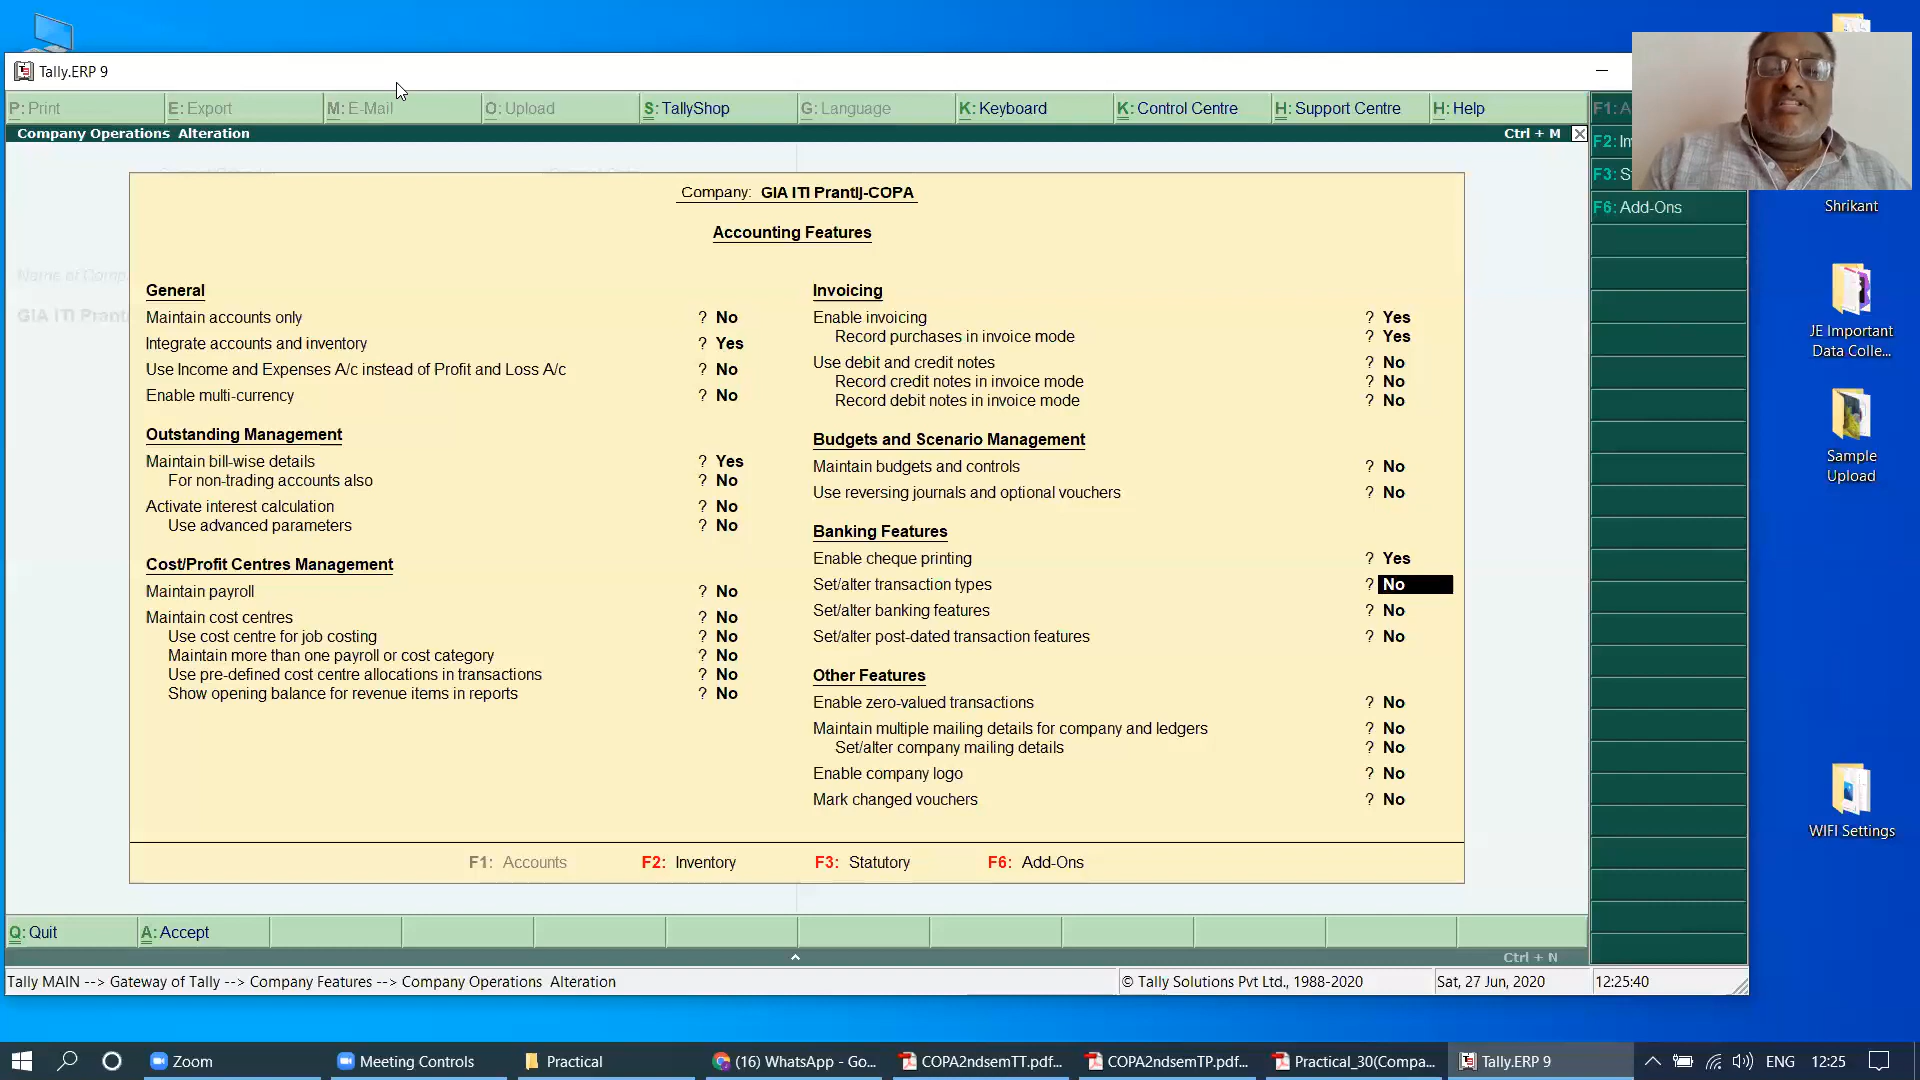 Tally.ERP 9
P: Print
E: Export
M: E-Mail
O: Upload
S: TallyShop
G: Language
K: Keyboard
K: Control Centre
H: Support Centre
H: Help
Company Operations Alteration
Ctrl + M
F2: In
F3: S
F6: Add-Ons
Company: GIA ITI Prantij-COPA
Accounting Features
General
Maintain accounts only ? No
Integrate accounts and inventory ? Yes
Use Income and Expenses A/c instead of Profit and Loss A/c ? No
Enable multi-currency ? No
Outstanding Management
Maintain bill-wise details ? Yes
For non-trading accounts also ? No
Activate interest calculation ? No
Use advanced parameters ? No
Cost/Profit Centres Management
Maintain payroll ? No
Maintain cost centres ? No
Use cost centre for job costing ? No
Maintain more than one payroll or cost category ? No
Use pre-defined cost centre allocations in transactions ? No
Show opening balance for revenue items in reports ? No
Invoicing
Enable invoicing ? Yes
Record purchases in invoice mode ? Yes
Use debit and credit notes ? No
Record credit notes in invoice mode ? No
Record debit notes in invoice mode ? No
Budgets and Scenario Management
Maintain budgets and controls ? No
Use reversing journals and optional vouchers ? No
Banking Features
Enable cheque printing ? Yes
Set/alter transaction types ? No
Set/alter banking features ? No
Set/alter post-dated transaction features ? No
Other Features
Enable zero-valued transactions ? No
Maintain multiple mailing details for company and ledgers ? No
Set/alter company mailing details ? No
Enable company logo ? No
Mark changed vouchers ? No
F1: Accounts
F2: Inventory
F3: Statutory
F6: Add-Ons
Name of Comp
GIA ITI Prant
Q: Quit
A: Accept
Ctrl + N
Tally MAIN --> Gateway of Tally --> Company Features --> Company Operations Alteration
© Tally Solutions Pvt Ltd., 1988-2020
Sat, 27 Jun, 2020
12:25:40
Shrikant
JE Important
Data Colle...
Sample
Upload
WIFI Settings
Zoom
Meeting Controls
Practical
(16) WhatsApp - Go...
COPA2ndsemTT.pdf...
COPA2ndsemTP.pdf...
Practical_30(Compa...
Tally.ERP 9
ENG
12:25